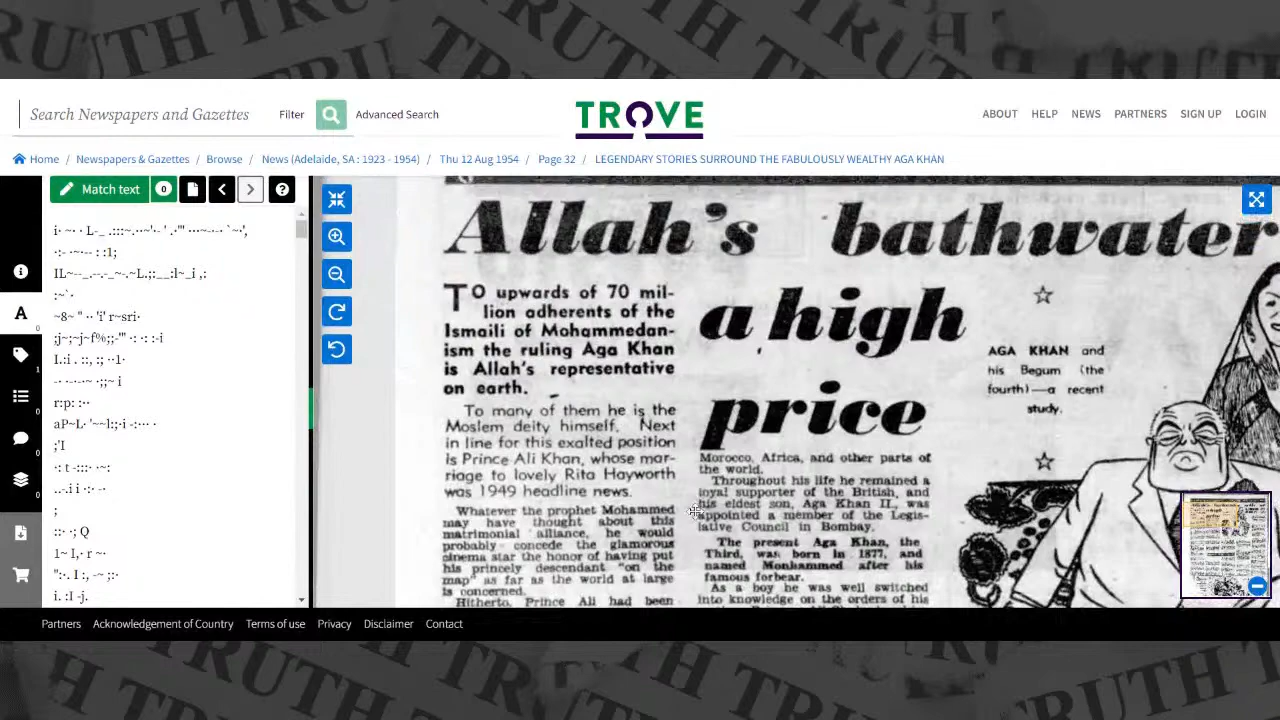 Search Newspapers and Gazettes
Filter
Advanced Search
TROVE
ABOUT
HELP
NEWS
PARTNERS
SIGN UP
LOGIN
Home / Newspapers & Gazettes / Browse / News (Adelaide, SA : 1923 - 1954) / Thu 12 Aug 1954 / Page 32 / LEGENDARY STORIES SURROUND THE FABULOUSLY WEALTHY AGA KHAN
Match text 0
Allah's bathwater
a high
price
TO upwards of 70 mil-
lion adherents of the
Ismaili of Mohammedan-
ism the ruling Aga Khan
is Allah's representative
on earth.
To many of them he is the
Moslem deity himself. Next
in line for this exalted position
is Prince Ali Khan, whose mar-
riage to lovely Rita Hayworth
was 1949 headline news.
Whatever the prophet Mohammed
may have thought about this
matrimonial alliance, he would
probably concede the glamorous
cinema star the honor of having put
his princely descendant "on the
map" as far as the world at large
is concerned.
Hitherto, Prince Ali had been
Morocco, Africa, and other parts of
the world.
Throughout his life he remained a
loyal supporter of the British, and
his eldest son, Aga Khan II., was
appointed a member of the Legis-
lative Council in Bombay.
The present Aga Khan, the
Third, was born in 1877, and
named Monhammed after his
famous forbear.
As a boy he was well switched
into knowledge on the orders of his
AGA KHAN and
his Begum (the
fourth)—a recent
study.
Partners
Acknowledgement of Country
Terms of use
Privacy
Disclaimer
Contact